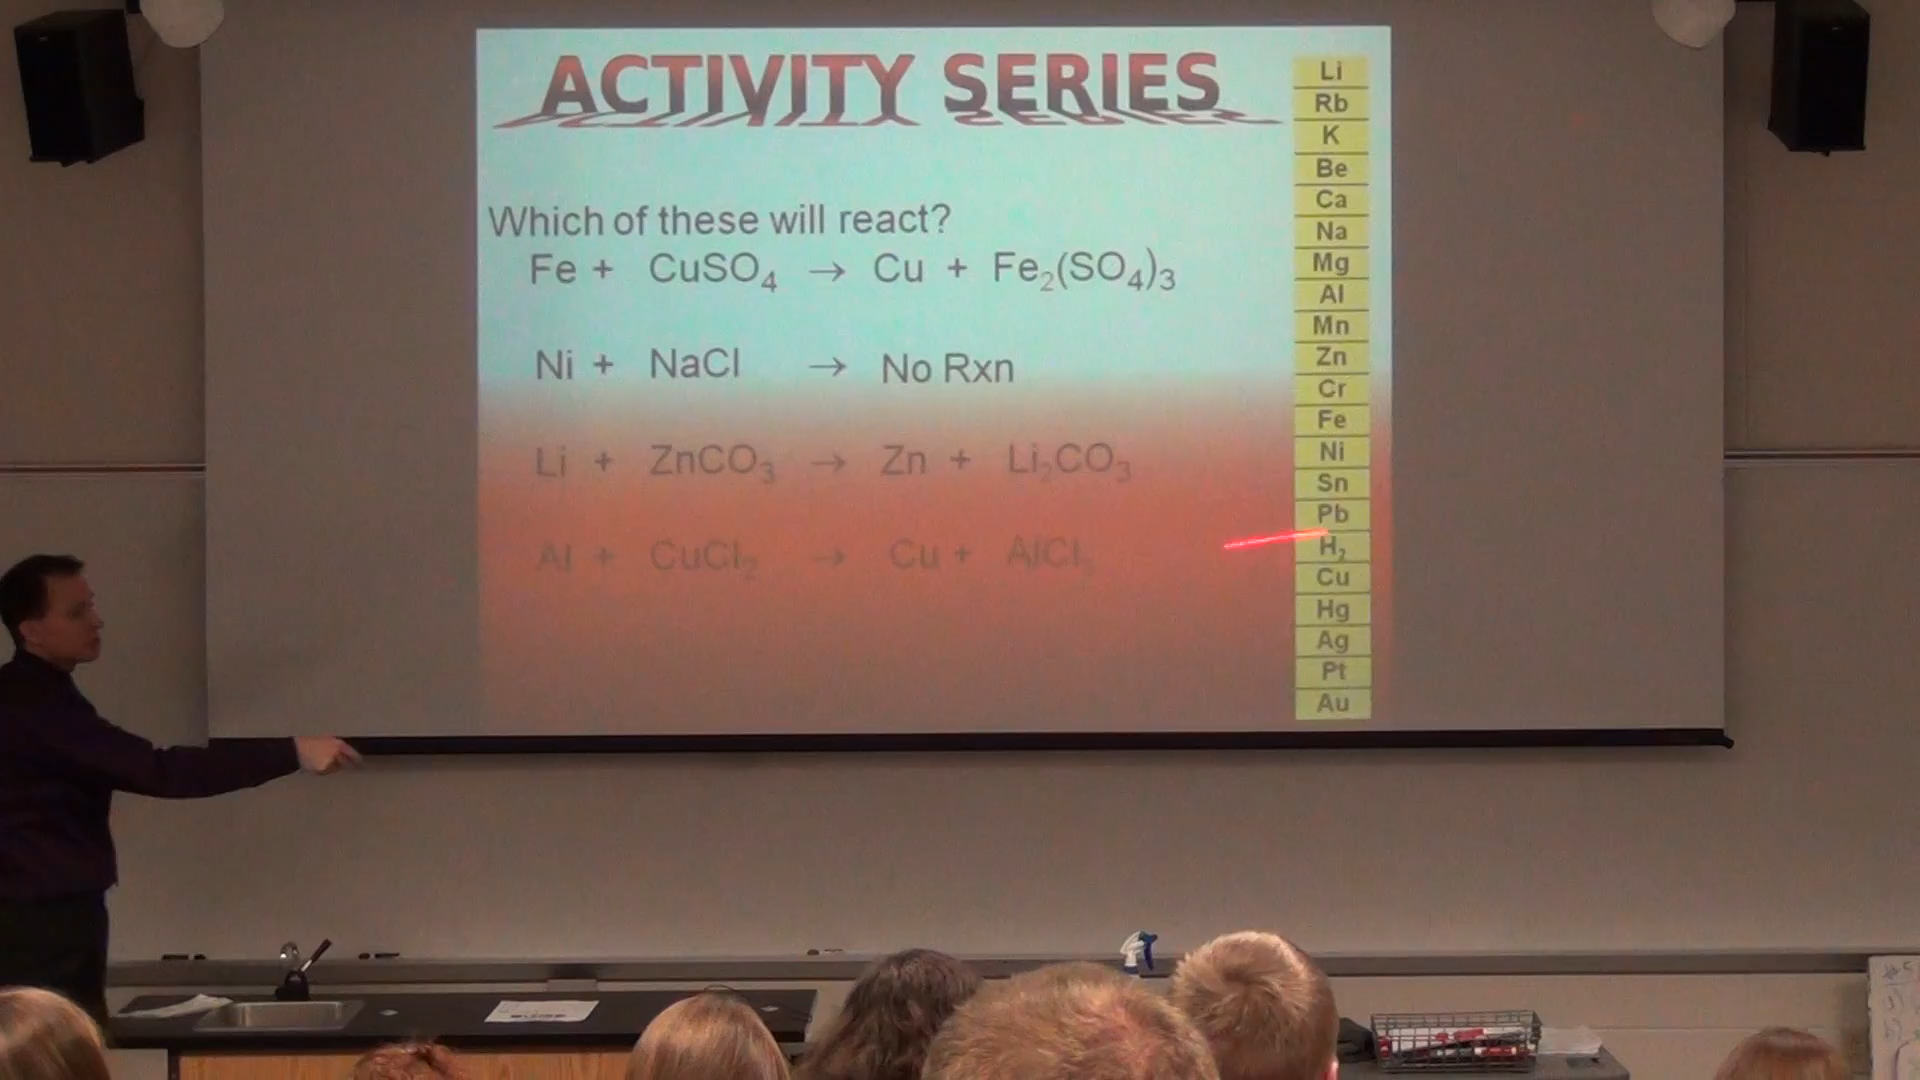 ACTIVITY SERIES
Which of these will react?
Fe + CuSO₄ → Cu + Fe₂(SO₄)₃
Ni + NaCl → No Rxn
Li + ZnCO₃ → Zn + Li₂CO₃
Al + CuCl₂ → Cu + AlCl₃
Li
Rb
K
Be
Ca
Na
Mg
Al
Mn
Zn
Cr
Fe
Ni
Sn
Pb
H₂
Cu
Hg
Ag
Pt
Au